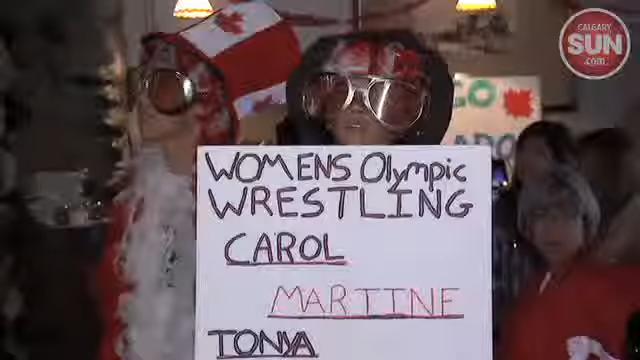 CALGARY
SUN
.com
WOMENS Olympic
WRESTLING
CAROL
MARTINE
TONYA